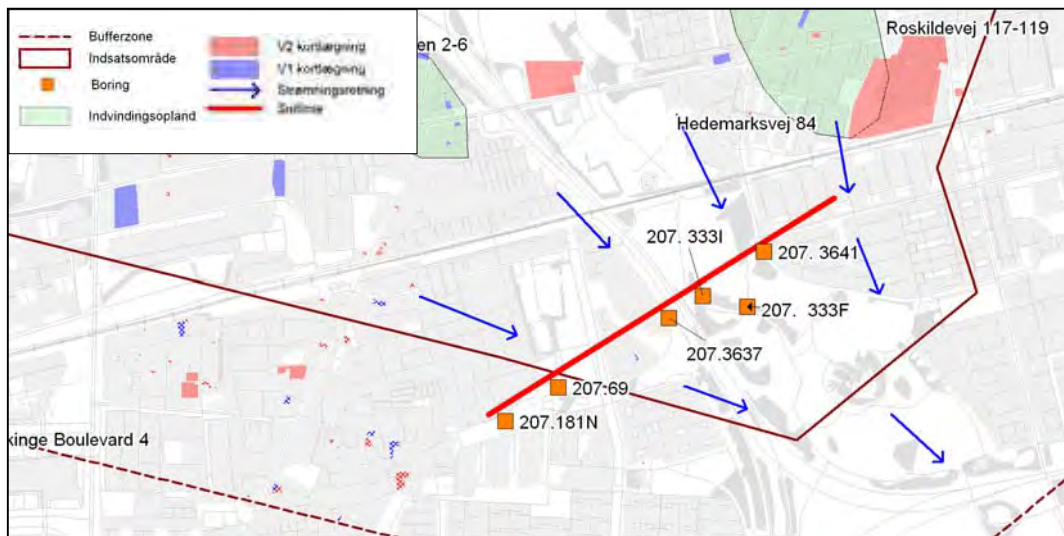 Bufferzone
Indsatsområde
Boring
Indvindingsopland
V2 kortlægning
V1 kortlægning
Strømningsretning
Snitlinie
en 2-6
Roskildevej 117-119
Hedemarksvej 84
207. 333I
207. 3641
207. 333F
207.3637
207.69
207.181N
kinge Boulevard 4